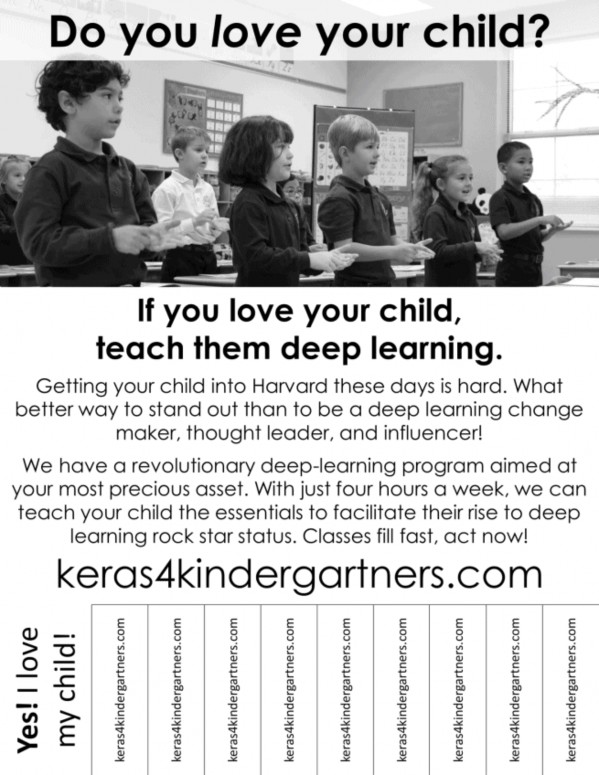 Do you love your child?
If you love your child,
teach them deep learning.
Getting your child into Harvard these days is hard. What
better way to stand out than to be a deep learning change
maker, thought leader, and influencer!
We have a revolutionary deep-learning program aimed at
your most precious asset. With just four hours a week, we can
teach your child the essentials to facilitate their rise to deep
learning rock star status. Classes fill fast, act now!
keras4kindergartners.com
Yes! I love
my child!
keras4kindergartners.com
keras4kindergartners.com
keras4kindergartners.com
keras4kindergartners.com
keras4kindergartners.com
keras4kindergartners.com
keras4kindergartners.com
keras4kindergartners.com
keras4kindergartners.com